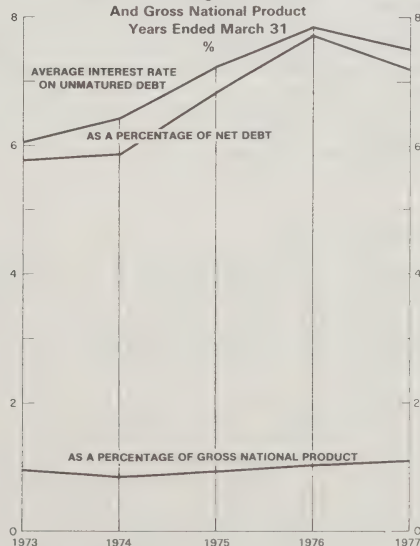 And Gross National Product
Years Ended March 31
%
8 8
AVERAGE INTEREST RATE
ON UNMATURED DEBT
AS A PERCENTAGE OF NET DEBT
6 6
4 4
2 2
AS A PERCENTAGE OF GROSS NATIONAL PRODUCT
0 0
1973 1974 1975 1976 1977